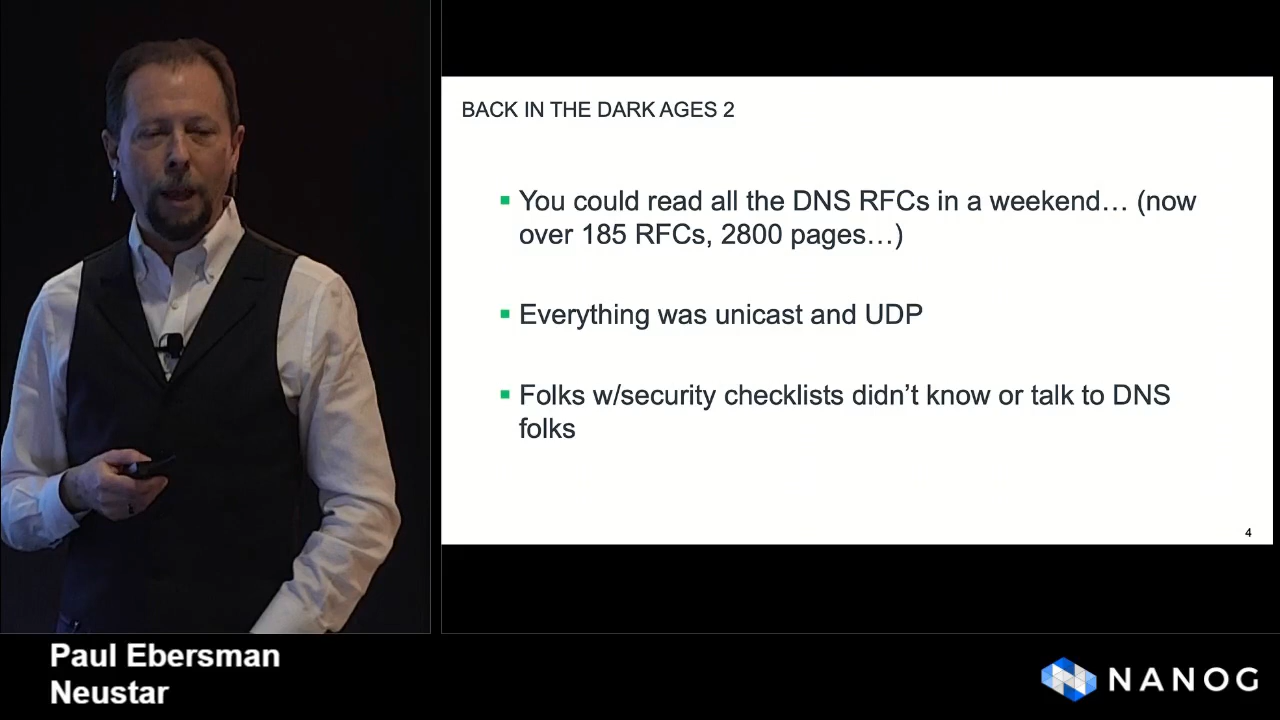 BACK IN THE DARK AGES 2
You could read all the DNS RFCs in a weekend… (now
over 185 RFCs, 2800 pages…)
Everything was unicast and UDP
Folks w/security checklists didn’t know or talk to DNS
folks
4
Paul Ebersman
Neustar
NANOG